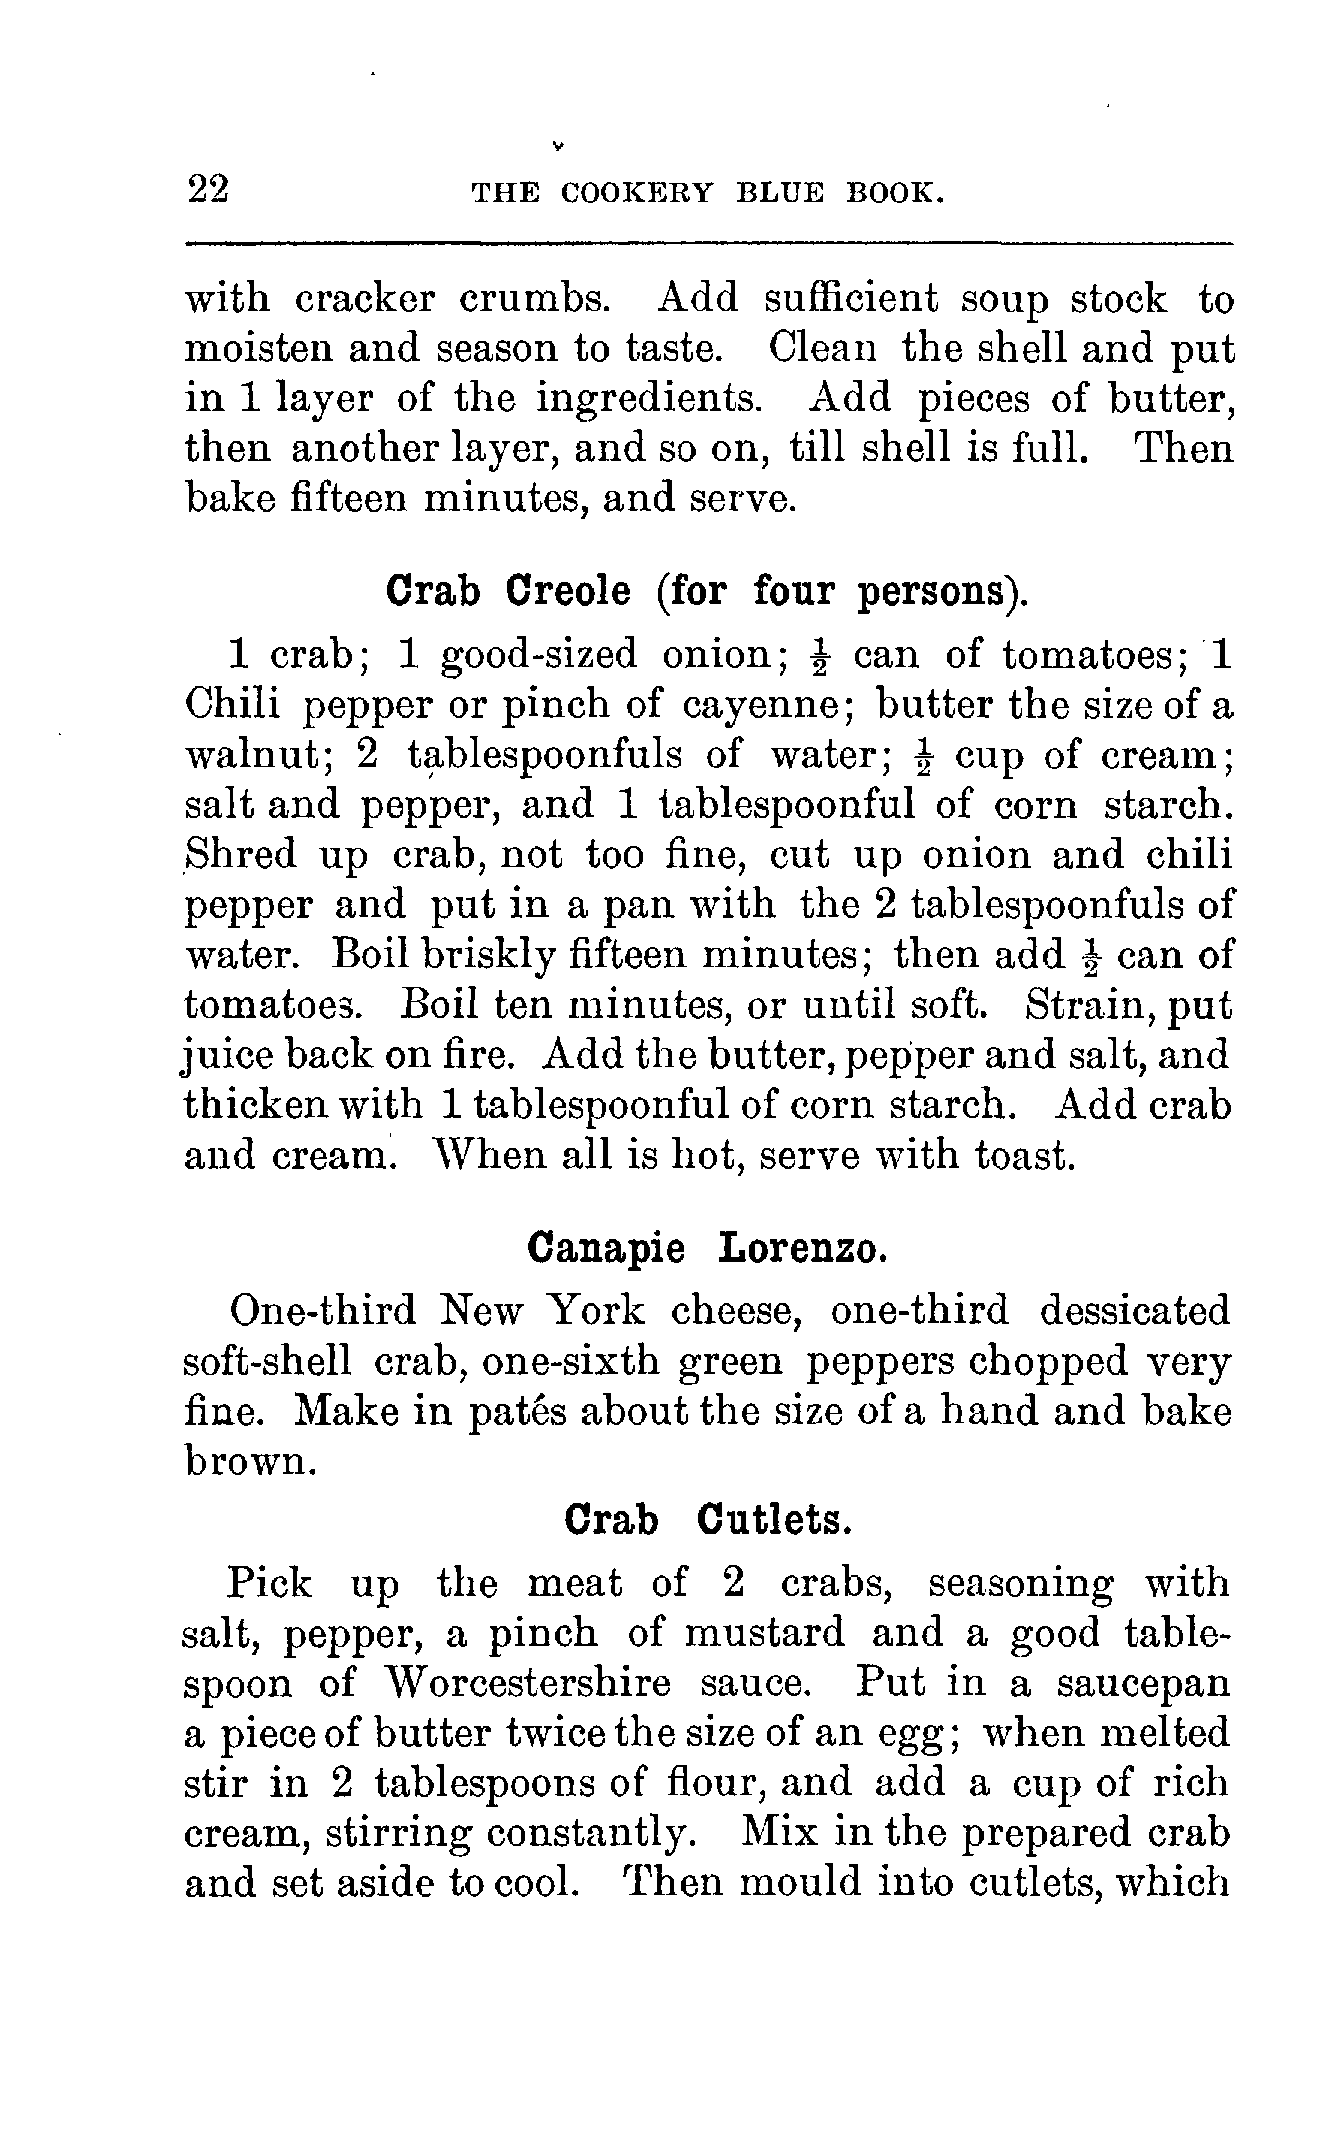 22 THE COOKERY BLUE BOOK.
with cracker crumbs. Add sufficient soup stock to
moisten and season to taste. Clean the shell and put
in 1 layer of the ingredients. Add pieces of butter,
then another layer, and so on, till shell is full. Then
bake fifteen minutes, and serve.
Crab Creole (for four persons).
1 crab; 1 good-sized onion; ½ can of tomatoes; 1
Chili pepper or pinch of cayenne; butter the size of a
walnut; 2 tablespoonfuls of water; ½ cup of cream;
salt and pepper, and 1 tablespoonful of corn starch.
Shred up crab, not too fine, cut up onion and chili
pepper and put in a pan with the 2 tablespoonfuls of
water. Boil briskly fifteen minutes; then add ½ can of
tomatoes. Boil ten minutes, or until soft. Strain, put
juice back on fire. Add the butter, pepper and salt, and
thicken with 1 tablespoonful of corn starch. Add crab
and cream. When all is hot, serve with toast.
Canapie Lorenzo.
One-third New York cheese, one-third dessicated
soft-shell crab, one-sixth green peppers chopped very
fine. Make in patés about the size of a hand and bake
brown.
Crab Cutlets.
Pick up the meat of 2 crabs, seasoning with
salt, pepper, a pinch of mustard and a good table-
spoon of Worcestershire sauce. Put in a saucepan
a piece of butter twice the size of an egg; when melted
stir in 2 tablespoons of flour, and add a cup of rich
cream, stirring constantly. Mix in the prepared crab
and set aside to cool. Then mould into cutlets, which